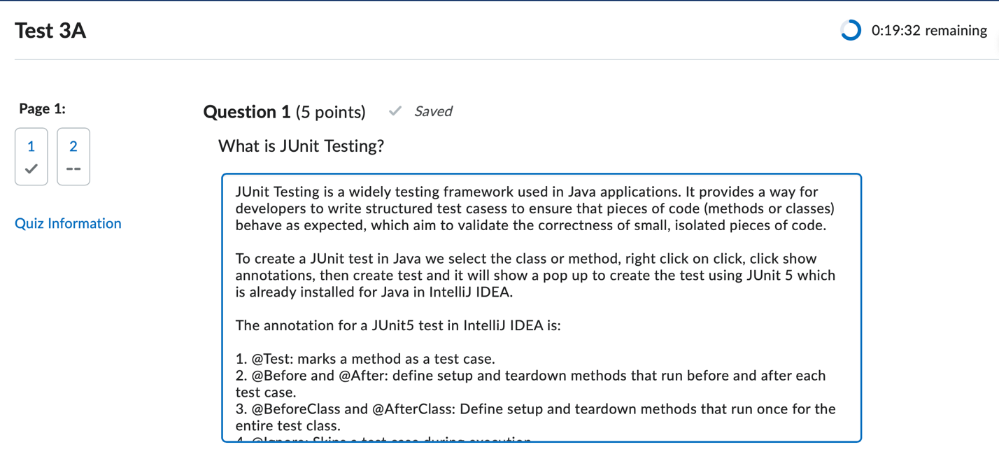 Test 3A
0:19:32 remaining
Page 1:
1
2
--
Quiz Information
Question 1 (5 points)
Saved
What is JUnit Testing?
JUnit Testing is a widely testing framework used in Java applications. It provides a way for
developers to write structured test casess to ensure that pieces of code (methods or classes)
behave as expected, which aim to validate the correctness of small, isolated pieces of code.
To create a JUnit test in Java we select the class or method, right click on click, click show
annotations, then create test and it will show a pop up to create the test using JUnit 5 which
is already installed for Java in IntelliJ IDEA.
The annotation for a JUnit5 test in IntelliJ IDEA is:
1. @Test: marks a method as a test case.
2. @Before and @After: define setup and teardown methods that run before and after each
test case.
3. @BeforeClass and @AfterClass: Define setup and teardown methods that run once for the
entire test class.
4. @Ignore: Skips a test case during execution